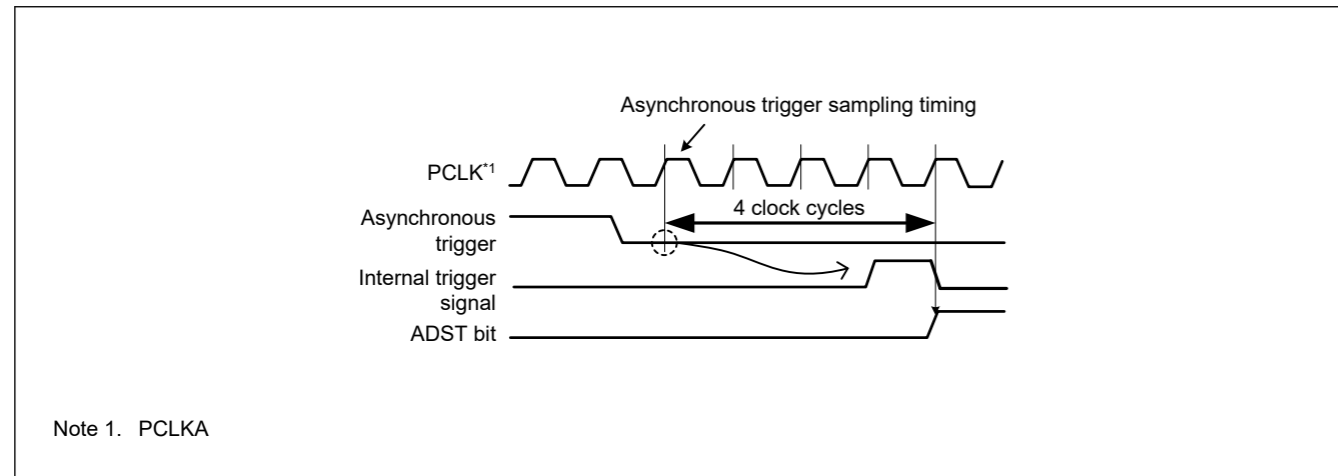 Asynchronous trigger sampling timing
PCLK*1
4 clock cycles
Asynchronous
trigger
Internal trigger
signal
ADST bit
Note 1. PCLKA